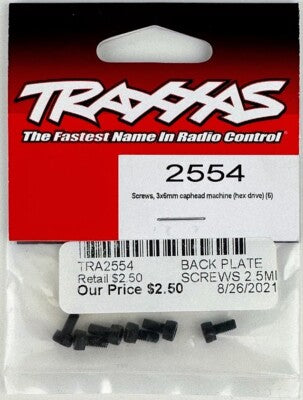 TRAXXAS
The Fastest Name In Radio Control®
2554
Screws, 3x6mm caphead machine (hex drive) (6)
TRA2554 BACK PLATE
Retail $2.50 SCREWS 2 5MI
Our Price $2.50 8/26/2021